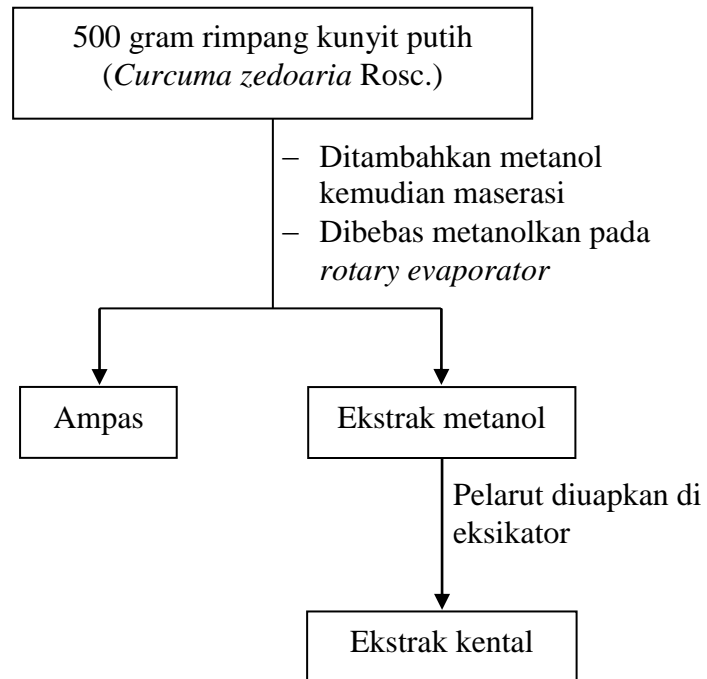 500 gram rimpang kunyit putih
(Curcuma zedoaria Rosc.)
– Ditambahkan metanol
kemudian maserasi
– Dibebas metanolkan pada
rotary evaporator
Ampas
Ekstrak metanol
Pelarut diuapkan di
eksikator
Ekstrak kental